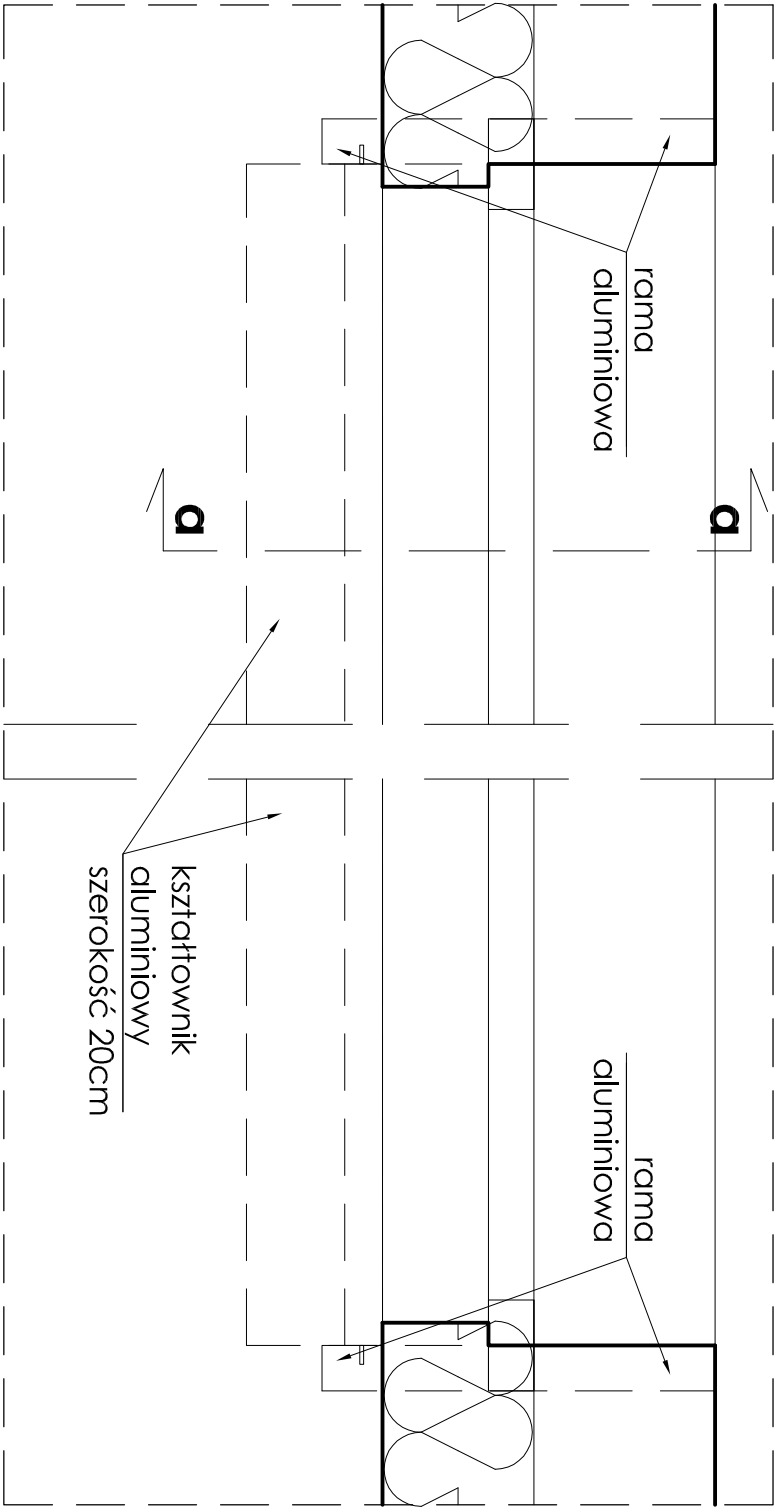 rama
aluminiowa
a
a
kształtownik
aluminiowy
szerokość 20cm
rama
aluminiowa